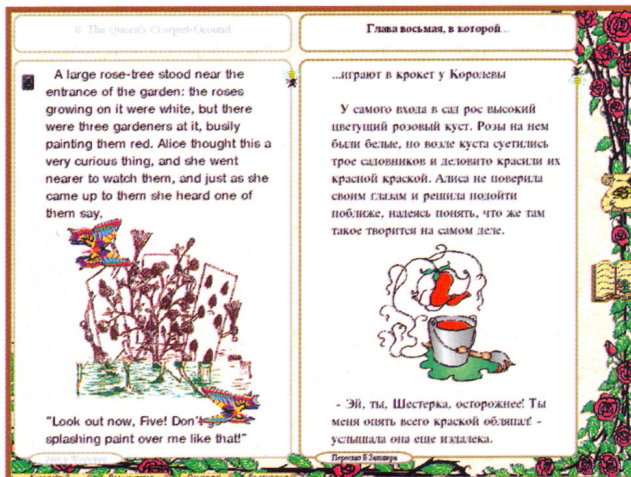 8. The Queen's Croquet-Ground
A large rose-tree stood near the
entrance of the garden: the roses
growing on it were white, but there
were three gardeners at it, busily
painting them red. Alice thought this a
very curious thing, and she went
nearer to watch them, and just as she
came up to them she heard one of
them say,
"Look out now, Five! Don't
splashing paint over me like that!"
Глава восьмая, в которой...
...играют в крокет у Королевы
У самого входа в сад рос высокий
цветущий розовый куст. Розы на нем
были белые, но возле куста суетились
трое садовников и деловито красили их
красной краской. Алиса не поверила
своим глазам и решила подойти
поближе, надеясь понять, что же там
такое творится на самом деле.
- Эй, ты, Шестерка, осторожнее! Ты
меня опять всего краской обляпал! -
услышала она еще издалека.
Пересказ Б.Заходера